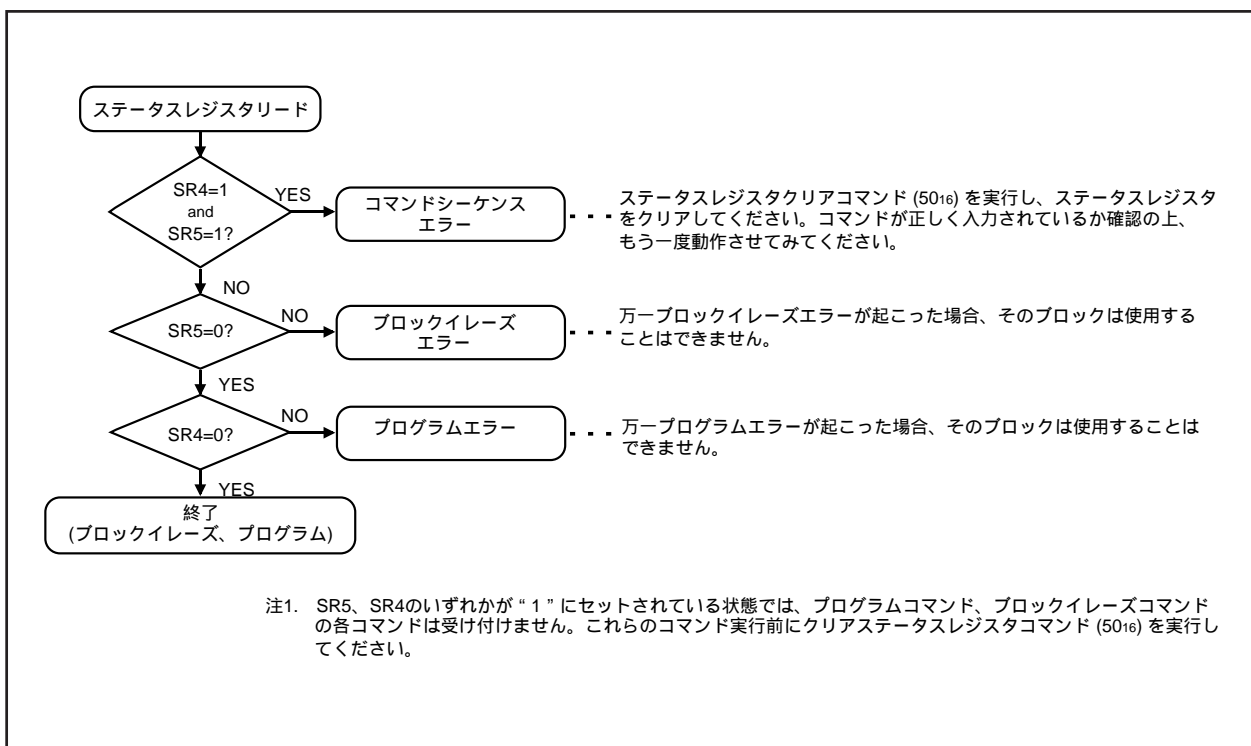 ステータスレジスタリード
SR4=1
and
SR5=1?
YES
コマンドシーケンス
エラー
ステータスレジスタクリアコマンド (5016) を実行し、ステータスレジスタ
をクリアしてください。コマンドが正しく入力されているか確認の上、
もう一度動作させてみてください。
NO
SR5=0?
NO
ブロックイレーズ
エラー
万一ブロックイレーズエラーが起こった場合、そのブロックは使用する
ことはできません。
YES
SR4=0?
NO
プログラムエラー
万一プログラムエラーが起こった場合、そのブロックは使用することは
できません。
YES
終了
(ブロックイレーズ、プログラム)
注1. SR5、SR4のいずれかが “ 1 ” にセットされている状態では、プログラムコマンド、ブロックイレーズコマンド
の各コマンドは受け付けません。これらのコマンド実行前にクリアステータスレジスタコマンド (5016) を実行し
てください。